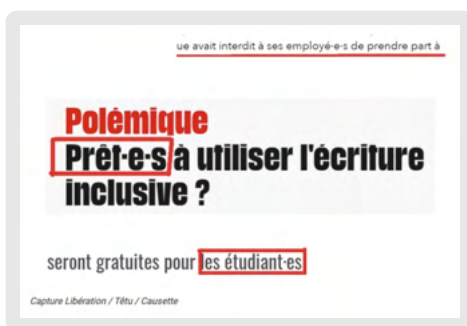 ue avait interdit à ses employé·e·s de prendre part à
Polémique
Prêt·e·s à utiliser l'écriture
inclusive ?
seront gratuites pour les étudiant·es
Capture Libération / Têtu / Causette